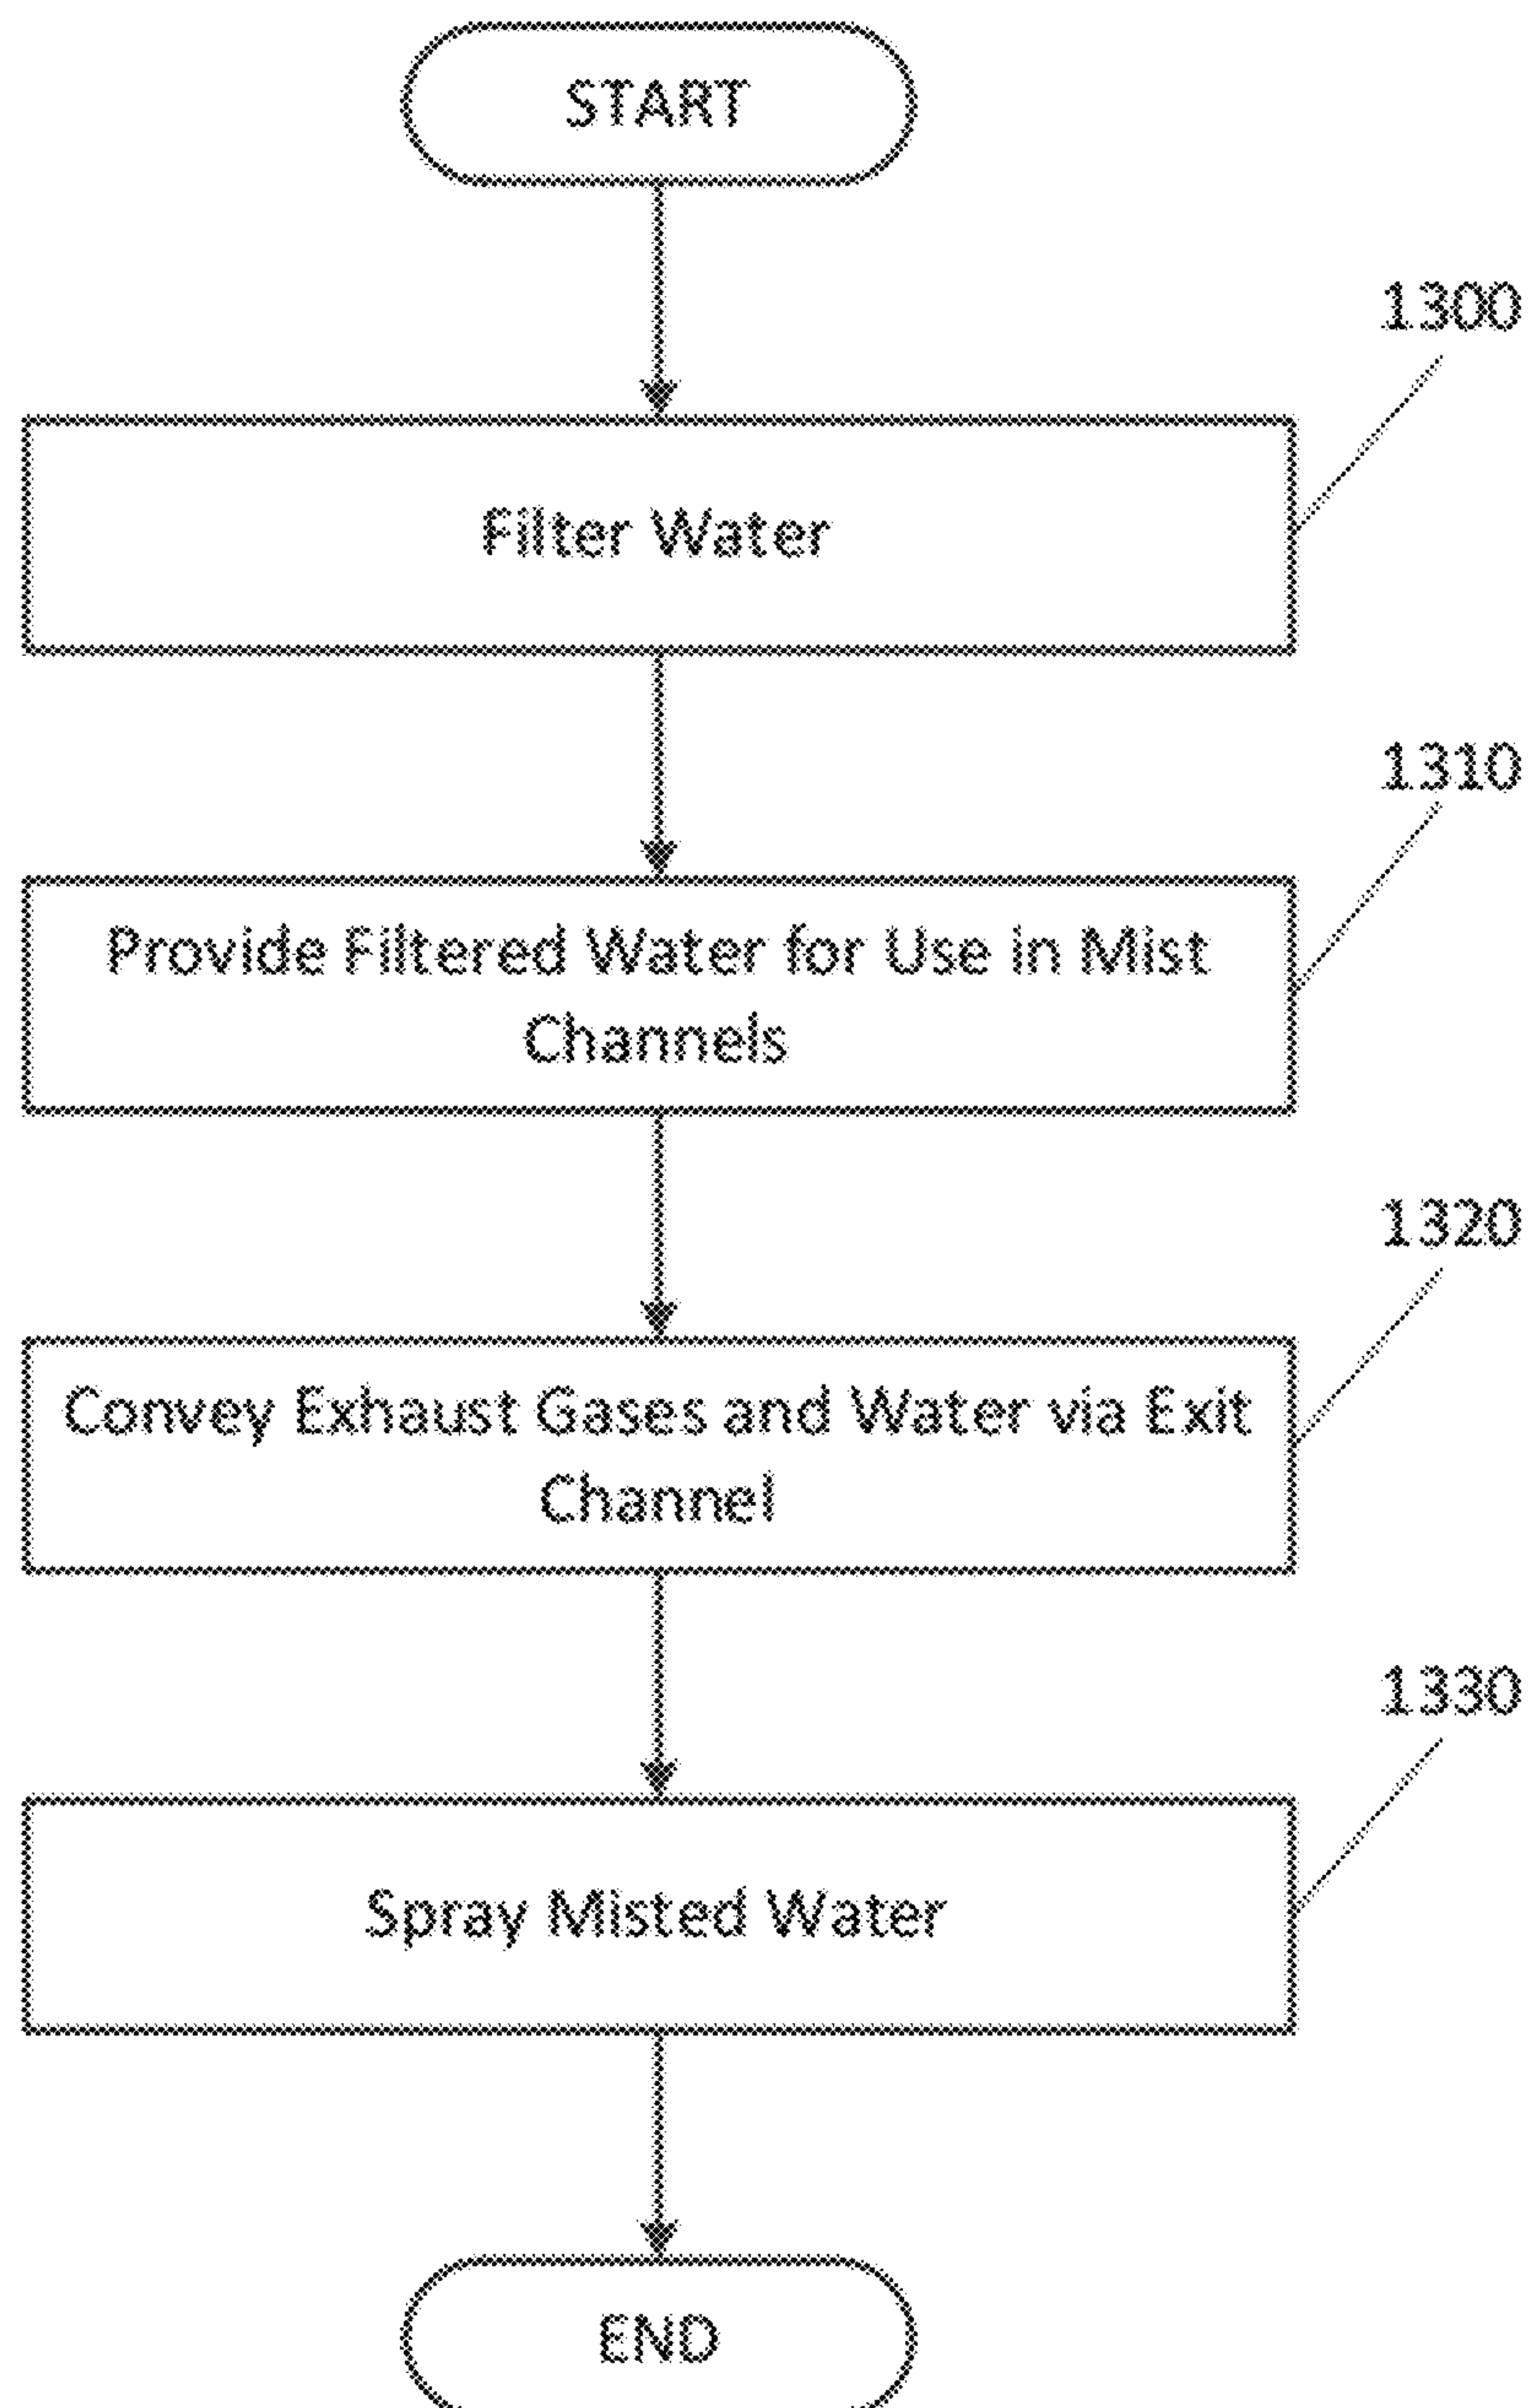 START
1300
Filter Water
1310
Provide Filtered Water for Use in Mist
Channels
1320
Convey Exhaust Gases and Water via Exit
Channel
1330
Spray Misted Water
END